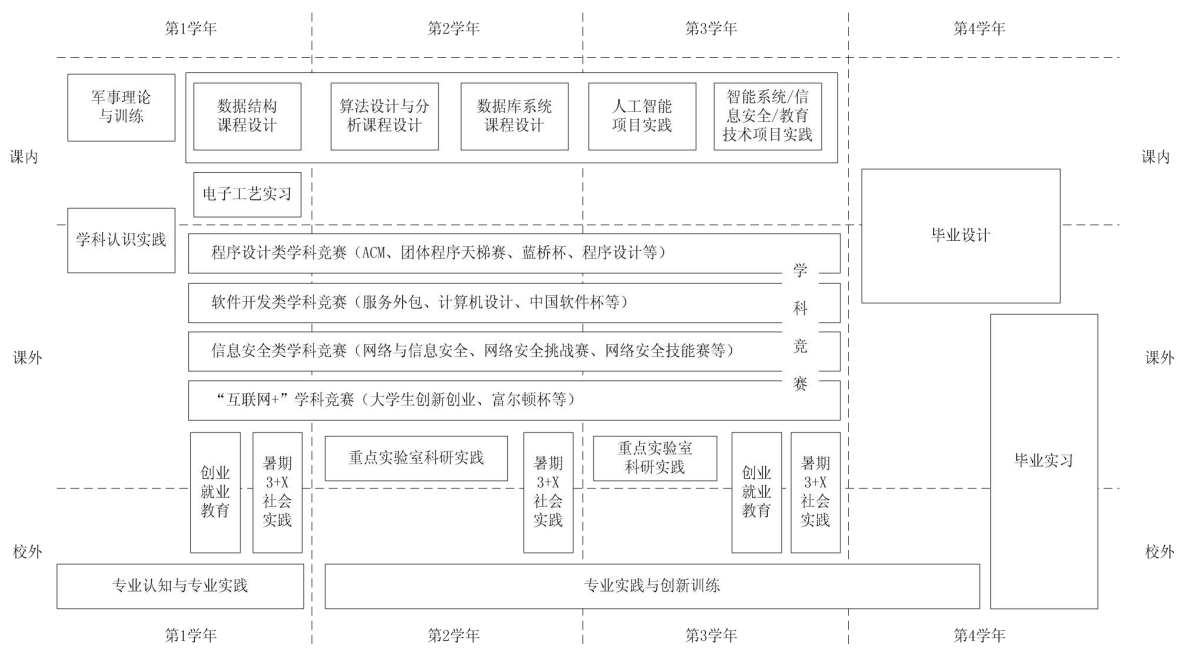 第1学年
第2学年
第3学年
第4学年
军事理论
与训练
数据结构
课程设计
算法设计与分
析课程设计
数据库系统
课程设计
人工智能
项目实践
智能系统/信
息安全/教育
技术项目实践
课内
课内
电子工艺实习
学科认识实践
毕业设计
程序设计类学科竞赛（ACM、团体程序天梯赛、蓝桥杯、程序设计等）
软件开发类学科竞赛（服务外包、计算机设计、中国软件杯等）
信息安全类学科竞赛（网络与信息安全、网络安全挑战赛、网络安全技能赛等）
“互联网+”学科竞赛（大学生创新创业、富尔顿杯等）
学
科
竞
赛
课外
课外
创业
就业
教育
暑期
3+X
社会
实践
重点实验室科研实践
暑期
3+X
社会
实践
重点实验室
科研实践
创业
就业
教育
暑期
3+X
社会
实践
毕业实习
校外
校外
专业认知与专业实践
专业实践与创新训练
第1学年
第2学年
第3学年
第4学年